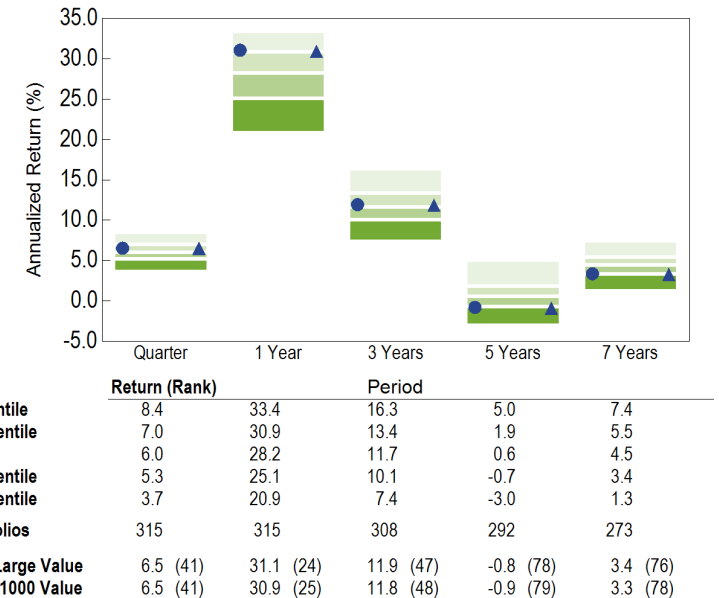 35.0
30.0
25.0
20.0
15.0
10.0
5.0
0.0
-5.0
Annualized Return (%)
Quarter 1 Year 3 Years 5 Years 7 Years
Return (Rank) Period
ntile 8.4 33.4 16.3 5.0 7.4
entile 7.0 30.9 13.4 1.9 5.5
6.0 28.2 11.7 0.6 4.5
entile 5.3 25.1 10.1 -0.7 3.4
entile 3.7 20.9 7.4 -3.0 1.3
olios 315 315 308 292 273
Large Value 6.5 (41) 31.1 (24) 11.9 (47) -0.8 (78) 3.4 (76)
1000 Value 6.5 (41) 30.9 (25) 11.8 (48) -0.9 (79) 3.3 (78)